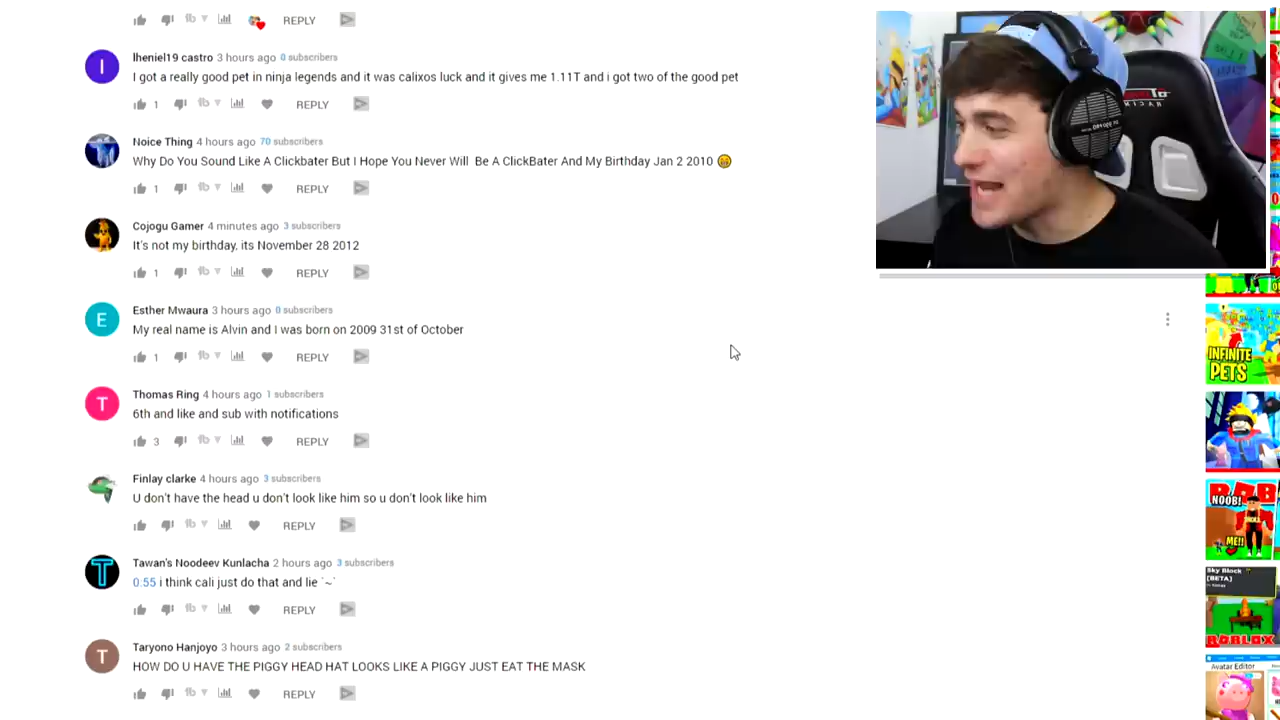 REPLY
lheniel19 castro 3 hours ago 0 subscribers
I got a really good pet in ninja legends and it was calixos luck and it gives me 1.11T and i got two of the good pet
1 REPLY
Noice Thing 4 hours ago 70 subscribers
Why Do You Sound Like A Clickbater But I Hope You Never Will Be A ClickBater And My Birthday Jan 2 2010
1 REPLY
Cojogu Gamer 4 minutes ago 3 subscribers
It's not my birthday, its November 28 2012
1 REPLY
Esther Mwaura 3 hours ago 0 subscribers
E
My real name is Alvin and I was born on 2009 31st of October
1 REPLY
Thomas Ring 4 hours ago 1 subscribers
T
6th and like and sub with notifications
3 REPLY
Finlay clarke 4 hours ago 3 subscribers
U don't have the head u don't look like him so u don't look like him
REPLY
Tawan's Noodeev Kunlacha 2 hours ago 3 subscribers
T
0:55 i think cali just do that and lie ˋ~ˊ
REPLY
Taryono Hanjoyo 3 hours ago 2 subscribers
T
HOW DO U HAVE THE PIGGY HEAD HAT LOOKS LIKE A PIGGY JUST EAT THE MASK
REPLY
RACING
INFINITE
PETS
NOOB!
ME!!
Sky Block
[BETA]
ROBLOX
Avatar Editor